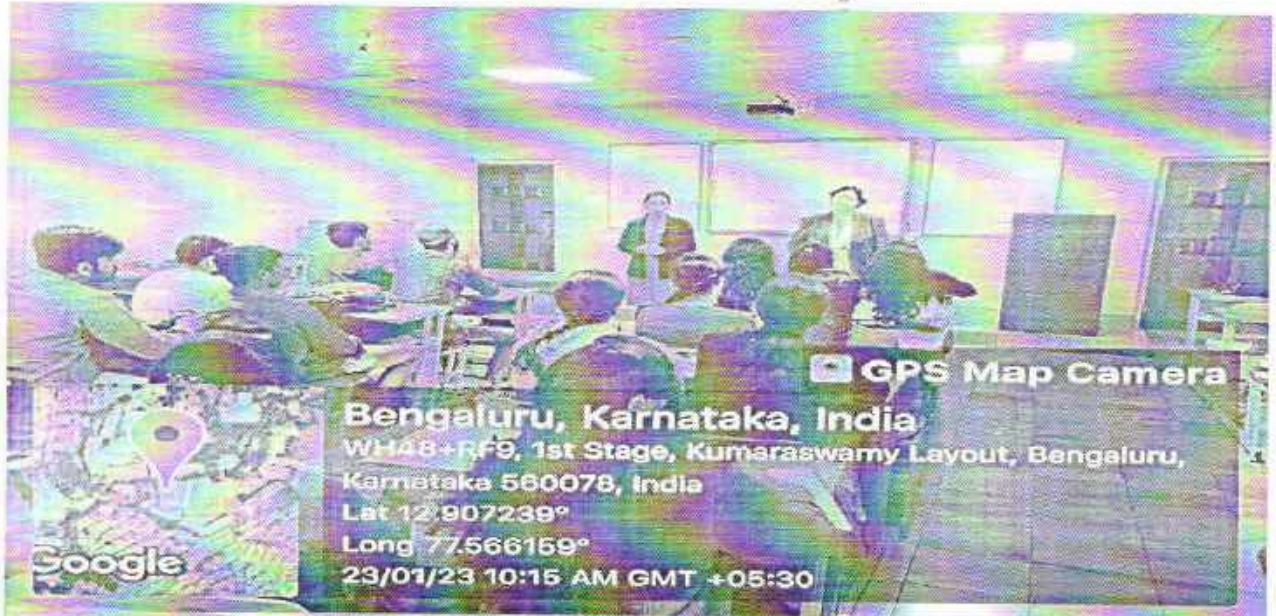 GPS Map Camera
Bengaluru, Karnataka, India
WH48+RF9, 1st Stage, Kumaraswamy Layout, Bengaluru,
Karnataka 560078, India
Lat 12.907239°
Long 77.566159°
23/01/23 10:15 AM GMT +05:30
Google